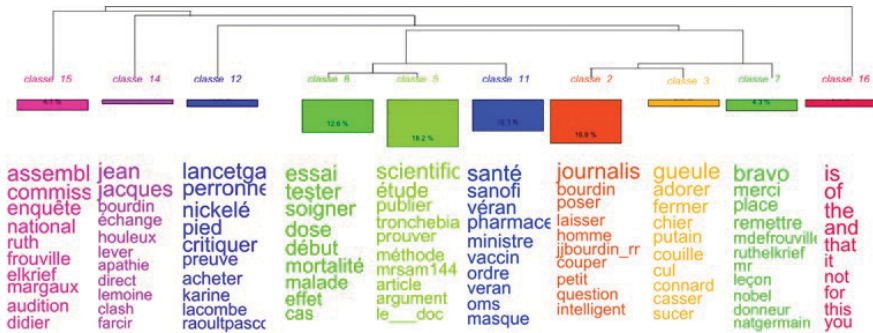 classe 15 classe 14 classe 12 classe 6 classe 5 classe 11 classe 2 classe 3 classe 7 classe 16
4.1 % 12.6 % 18.2 % 16.9 % 4.3 %
assembl
commiss
enquête
national
ruth
frouville
elkrief
margaux
audition
didier
jean
jacques
bourdin
échange
houleux
lever
apathie
direct
lemoine
clash
farcir
lancetga
perronne
nickelé
pied
critiquer
preuve
acheter
karine
lacombe
raoultpasco
essai
tester
soigner
dose
début
mortalité
malade
effet
cas
scientific
étude
publier
tronchebia
prouver
méthode
mrsam144
article
argument
le___doc
santé
sanofi
véran
pharmace
ministre
vaccin
ordre
veran
oms
masque
journalis
bourdin
poser
laisser
homme
jjbourdin_rr
couper
petit
question
intelligent
gueule
adorer
fermer
chier
putain
couille
cul
connard
casser
sucer
bravo
merci
place
remettre
mdefrouville
ruthelkrief
mr
leçon
nobel
donneur
natgermain
is
of
the
and
that
it
not
for
this
you